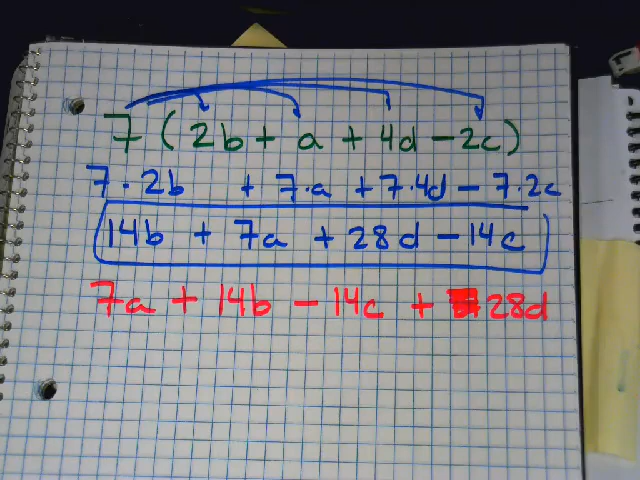 7 ( 2b + a + 4d - 2c )
7 · 2b + 7 · a + 7 · 4d - 7 · 2c
14b + 7a + 28d - 14c
7a + 14b - 14c + 28d